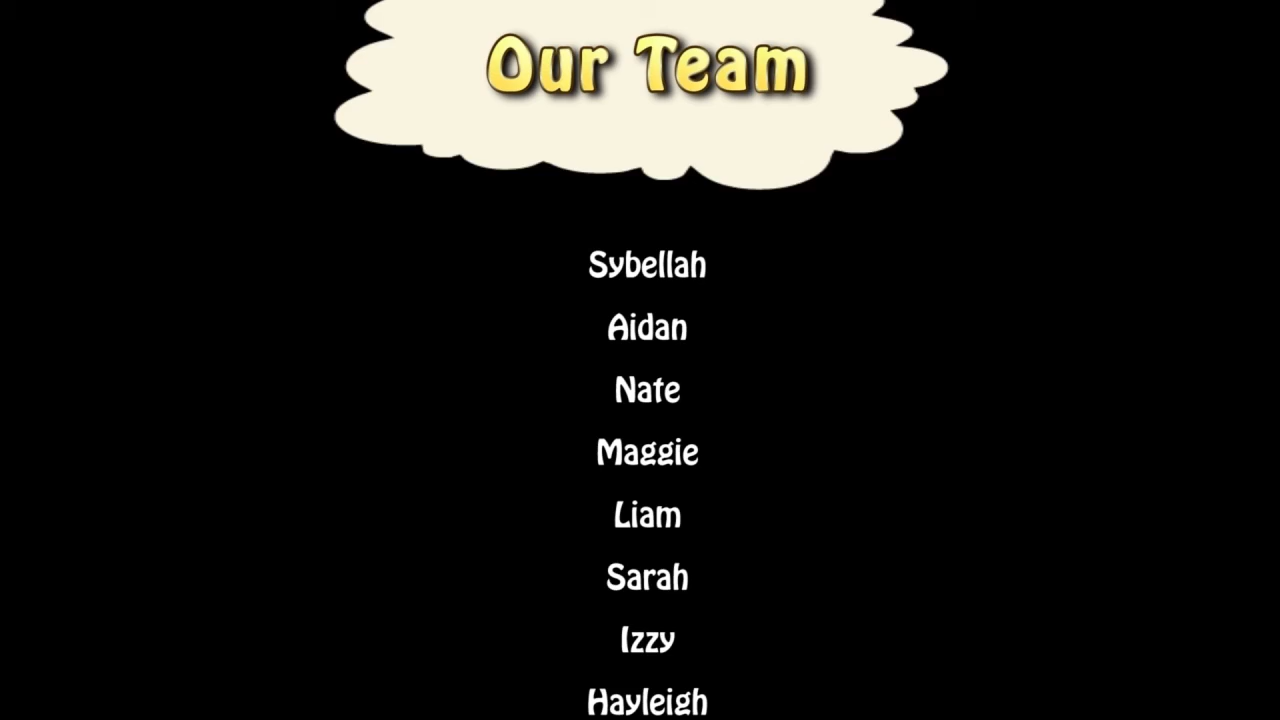 Our Team
Sybellah
Aidan
Nate
Maggie
Liam
Sarah
Izzy
Hayleigh